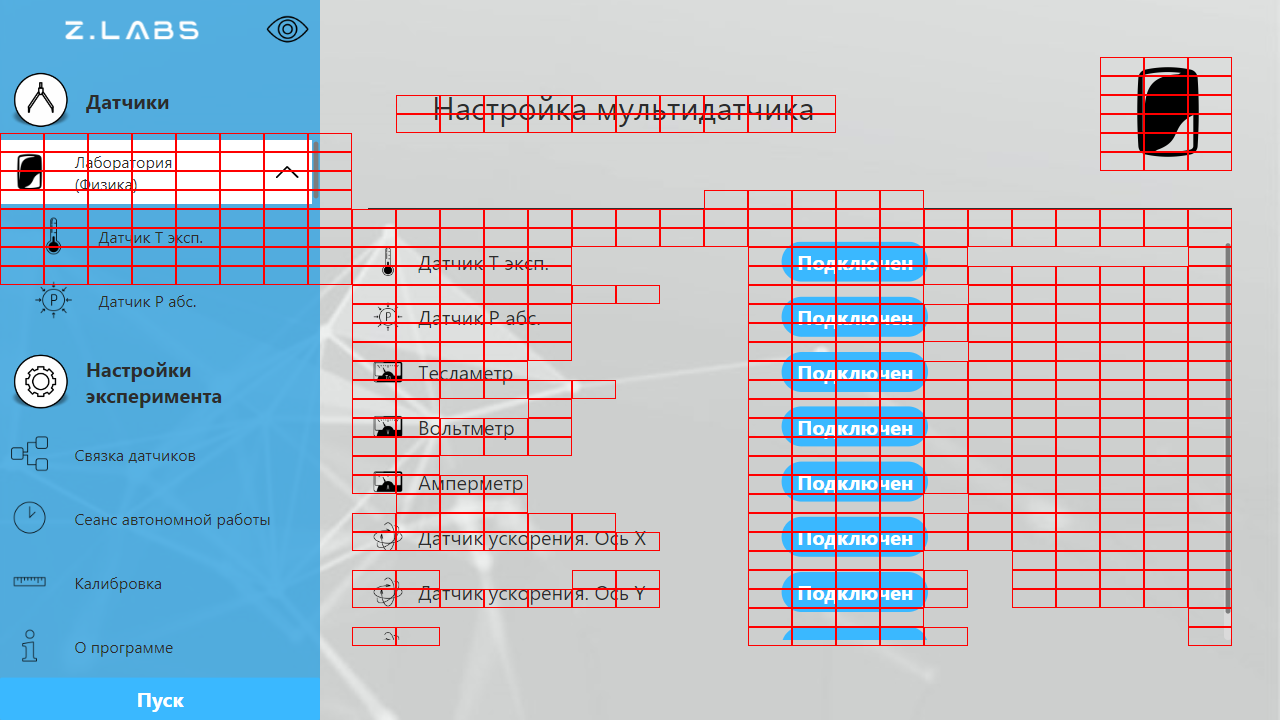 Z.LABS
Датчики
Лаборатория
(Физика)
Датчик T эксп.
P
Датчик P абс.
Настройки
эксперимента
Связка датчиков
Сеанс автономной работы
Калибровка
О программе
Пуск
Настройка мультидатчика
Датчик T эксп.
Подключен
P
Датчик P абс.
Подключен
Тесламетр
Подключен
Вольтметр
Подключен
Амперметр
Подключен
Датчик ускорения. Ось X
Подключен
Датчик ускорения. Ось Y
Подключен